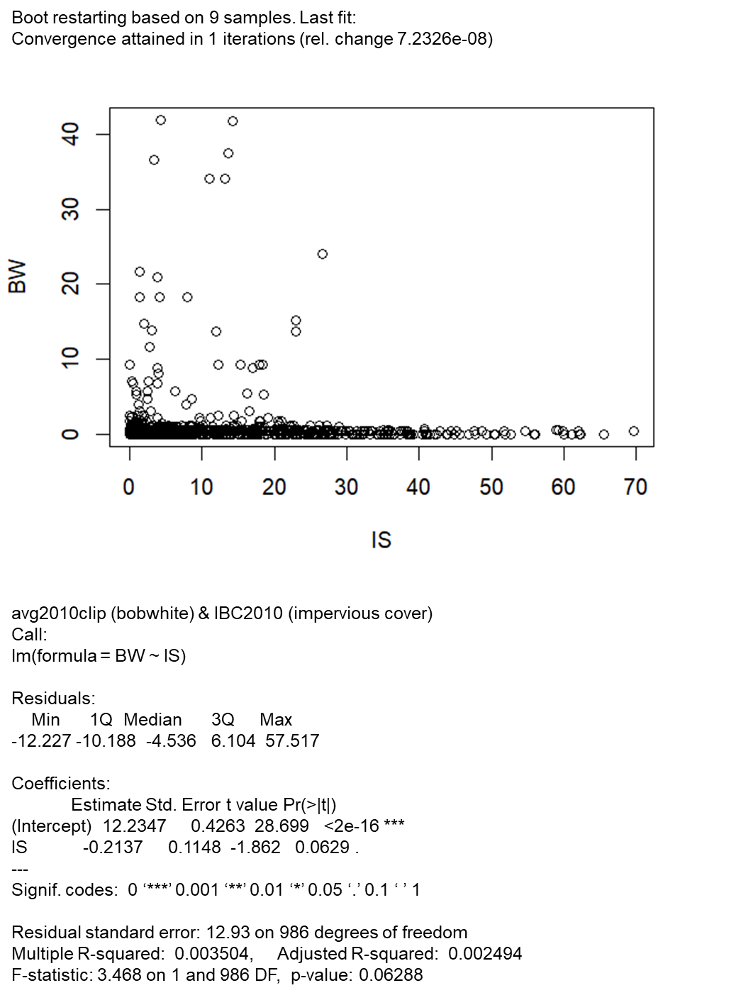 Boot restarting based on 9 samples. Last fit:
Convergence attained in 1 iterations (rel. change 7.2326e-08)
40
30
20
10
0
BW
0 10 20 30 40 50 60 70
IS
avg2010clip (bobwhite) & IBC2010 (impervious cover)
Call:
lm(formula = BW ~ IS)
Residuals:
Min 1Q Median 3Q Max
-12.227 -10.188 -4.536 6.104 57.517
Coefficients:
Estimate Std. Error t value Pr(>|t|)
(Intercept) 12.2347 0.4263 28.699 <2e-16 ***
IS -0.2137 0.1148 -1.862 0.0629 .
---
Signif. codes: 0 ‘***’ 0.001 ‘**’ 0.01 ‘*’ 0.05 ‘.’ 0.1 ‘ ’ 1
Residual standard error: 12.93 on 986 degrees of freedom
Multiple R-squared: 0.003504, Adjusted R-squared: 0.002494
F-statistic: 3.468 on 1 and 986 DF, p-value: 0.06288